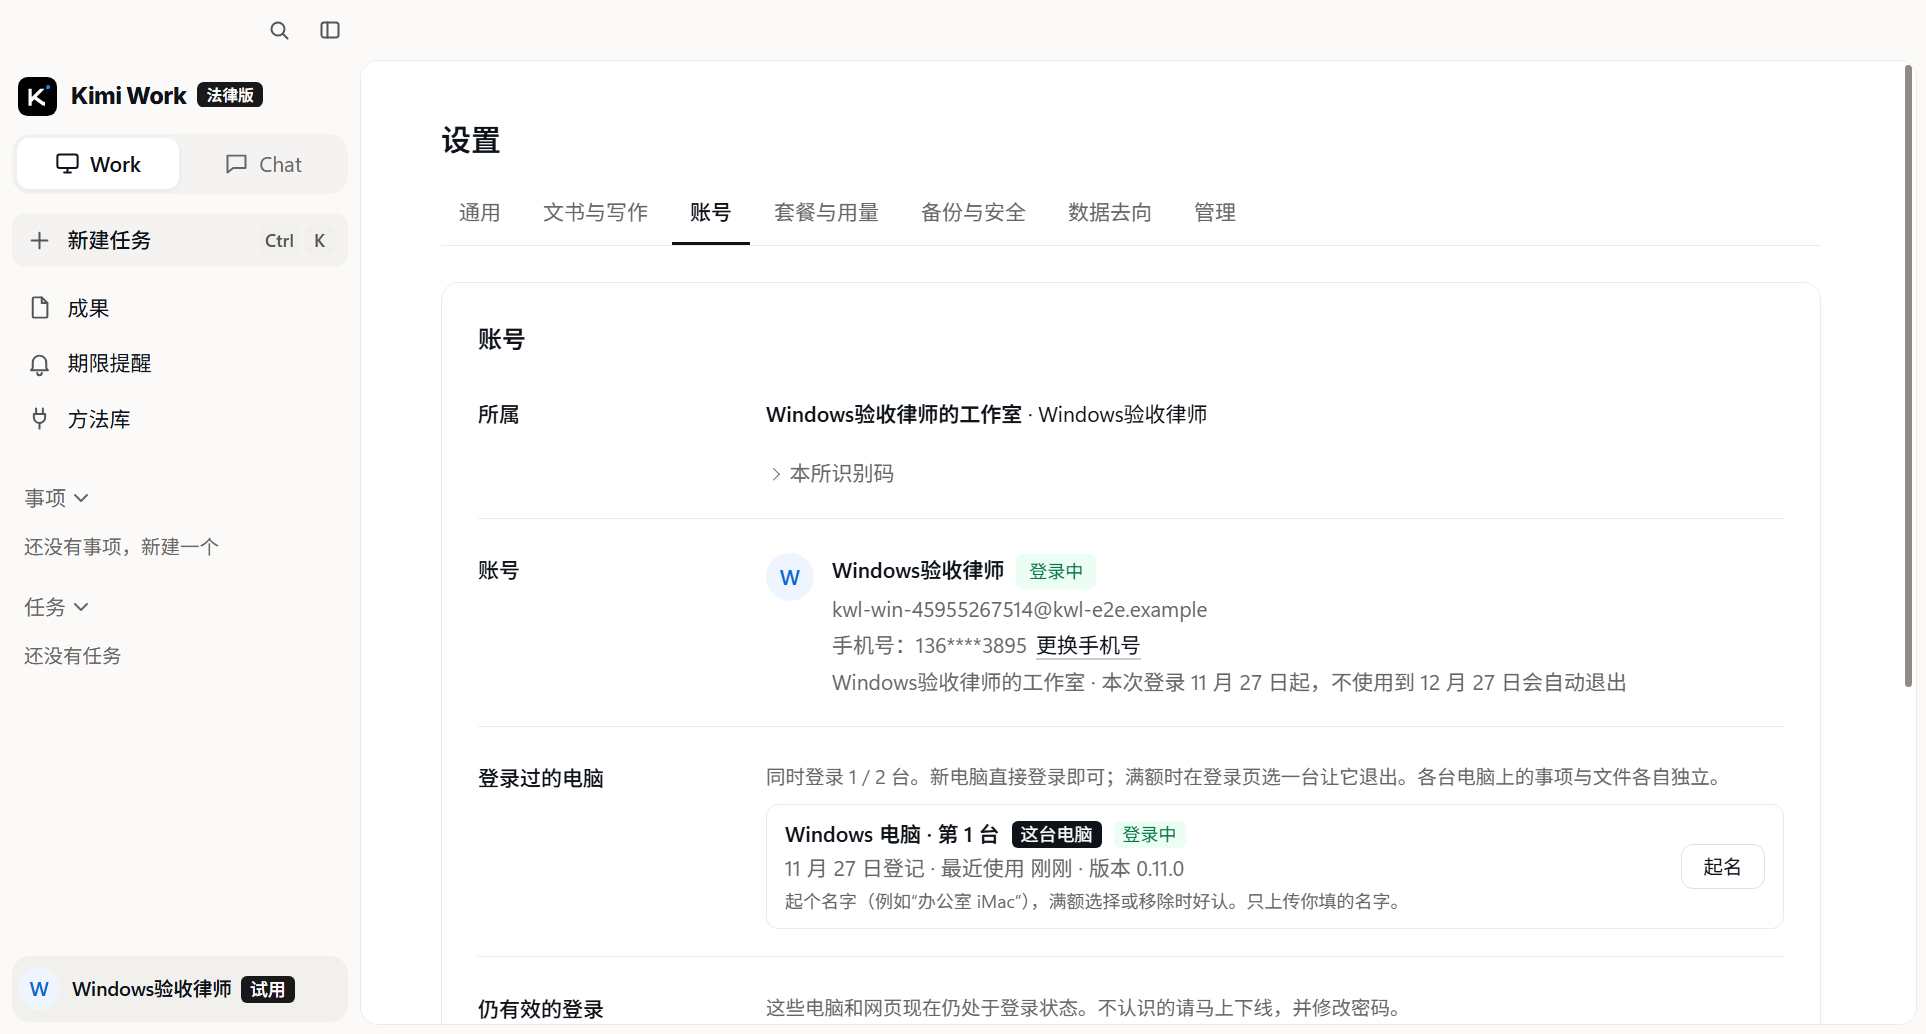 Kimi Work 法律版
Work
Chat
新建任务 Ctrl K
成果
期限提醒
方法库
事项
还没有事项，新建一个
任务
还没有任务
W Windows验收律师 试用
设置
通用 文书与写作 账号 套餐与用量 备份与安全 数据去向 管理
账号
所属 Windows验收律师的工作室 · Windows验收律师
本所识别码
账号 W Windows验收律师 登录中
kwl-win-45955267514@kwl-e2e.example
手机号：136****3895 更换手机号
Windows验收律师的工作室 · 本次登录 11 月 27 日起，不使用到 12 月 27 日会自动退出
登录过的电脑 同时登录 1 / 2 台。新电脑直接登录即可；满额时在登录页选一台让它退出。各台电脑上的事项与文件各自独立。
Windows 电脑 · 第 1 台 这台电脑 登录中
11 月 27 日登记 · 最近使用 刚刚 · 版本 0.11.0
起个名字（例如“办公室 iMac”），满额选择或移除时好认。只上传你填的名字。
起名
仍有效的登录 这些电脑和网页现在仍处于登录状态。不认识的请马上下线，并修改密码。